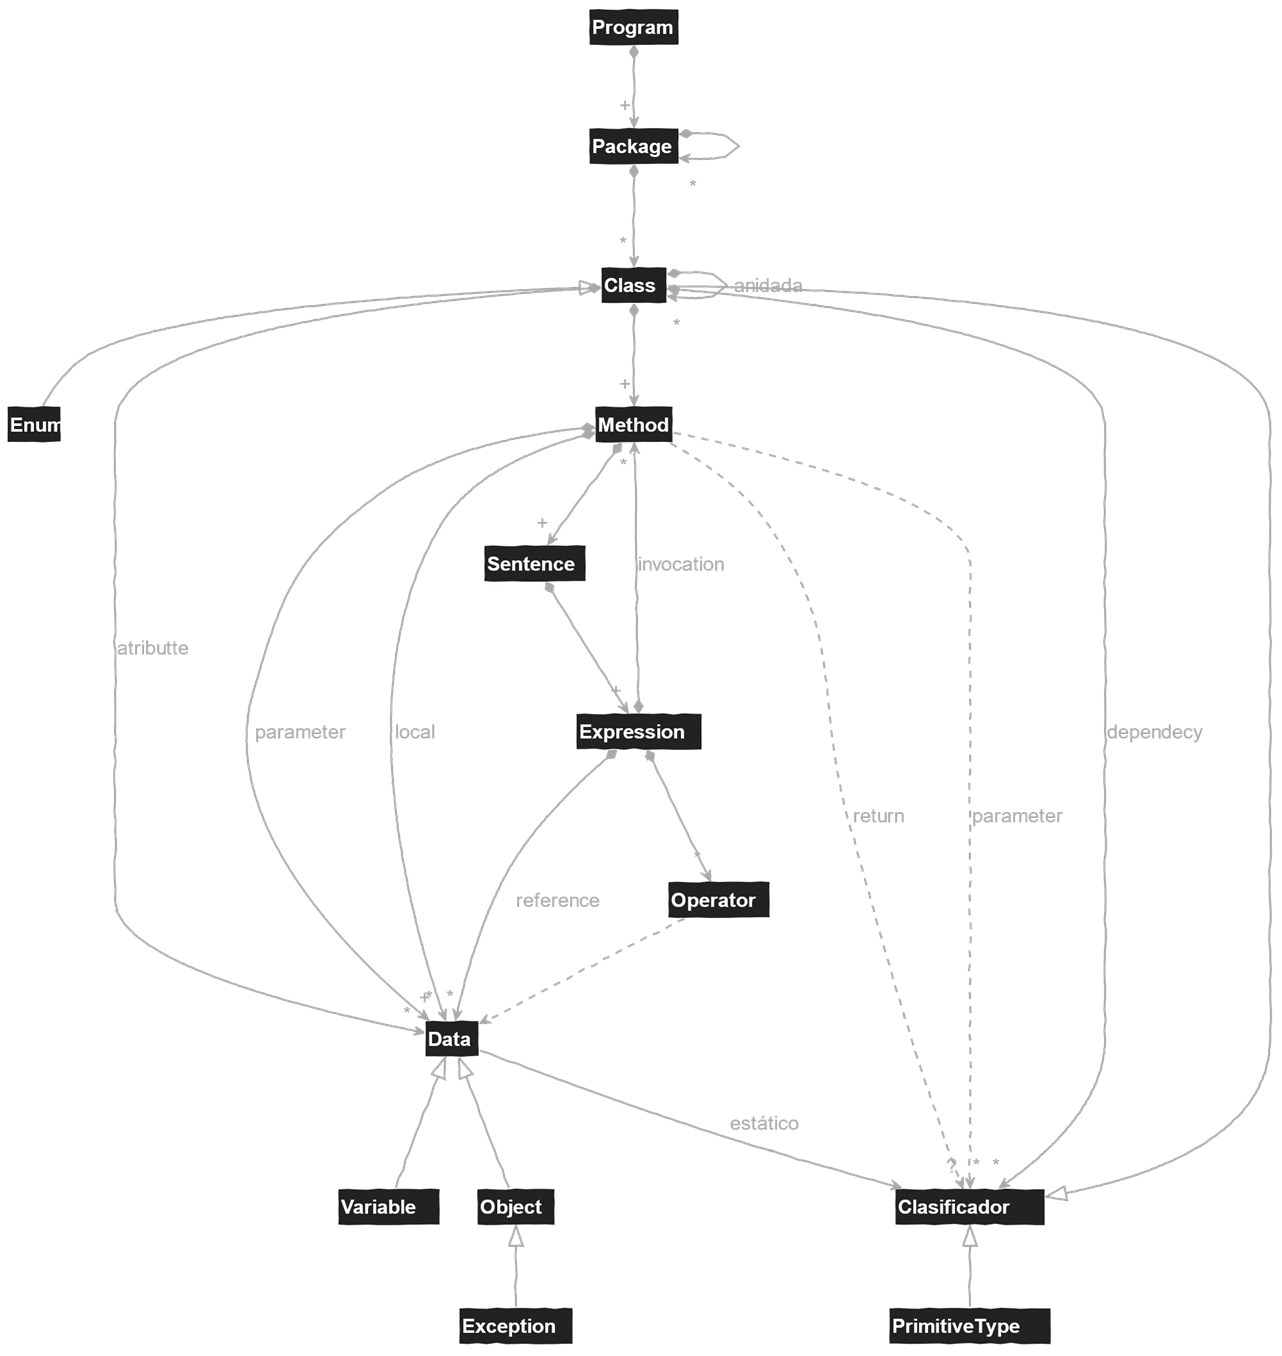 Program
+
Package
*
*
Class
anidada
*
Enum
+
Method
*
+
Sentence
invocation
atributte
+
parameter
local
Expression
dependecy
return
parameter
*
reference
Operator
+
*
*
*
Data
estático
?
*
*
Variable
Object
Clasificador
Exception
PrimitiveType